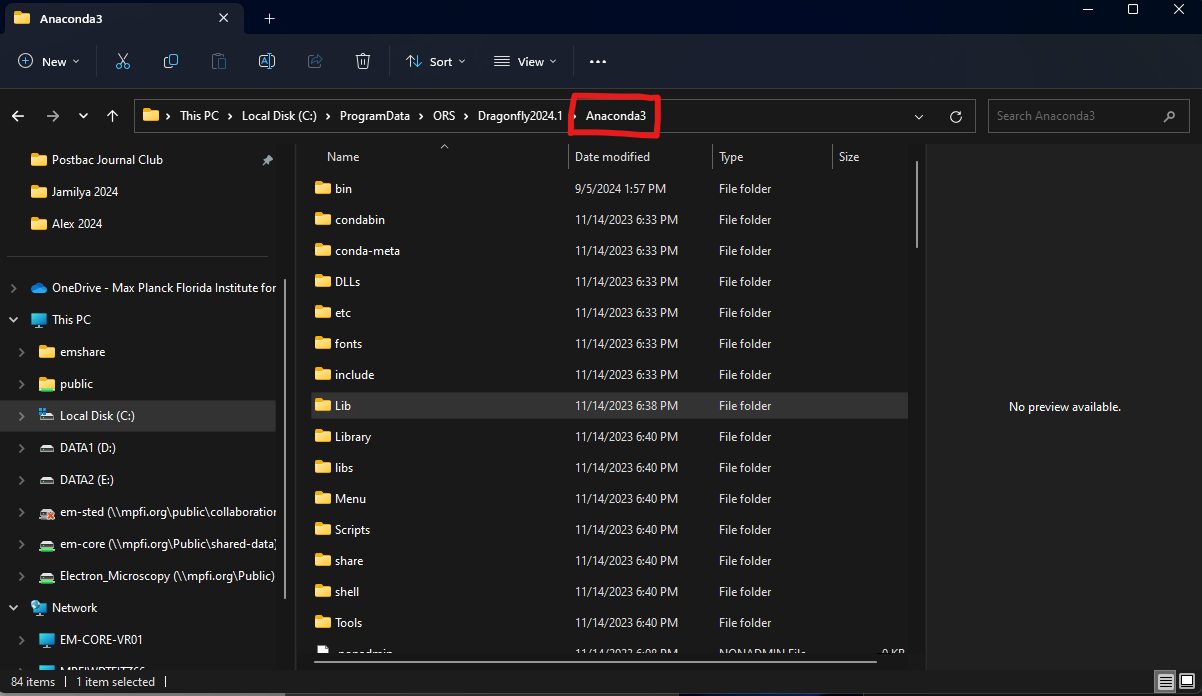 Anaconda3
New
Sort
View
This PC > Local Disk (C:) > ProgramData > ORS > Dragonfly2024.1 > Anaconda3
Search Anaconda3
Postbac Journal Club
Jamilya 2024
Alex 2024
OneDrive - Max Planck Florida Institute for
This PC
emshare
public
Local Disk (C:)
DATA1 (D:)
DATA2 (E:)
em-sted (\\mpfi.org\public\collaboration
em-core (\\mpfi.org\Public\shared-data)
Electron_Microscopy (\\mpfi.org\Public)
Network
EM-CORE-VR01
Name Date modified Type Size
bin 9/5/2024 1:57 PM File folder
condabin 11/14/2023 6:33 PM File folder
conda-meta 11/14/2023 6:33 PM File folder
DLLs 11/14/2023 6:33 PM File folder
etc 11/14/2023 6:33 PM File folder
fonts 11/14/2023 6:33 PM File folder
include 11/14/2023 6:33 PM File folder
Lib 11/14/2023 6:38 PM File folder
Library 11/14/2023 6:40 PM File folder
libs 11/14/2023 6:40 PM File folder
Menu 11/14/2023 6:40 PM File folder
Scripts 11/14/2023 6:40 PM File folder
share 11/14/2023 6:40 PM File folder
shell 11/14/2023 6:40 PM File folder
Tools 11/14/2023 6:40 PM File folder
.nonadmin 11/14/2023 6:08 PM NONADMIN File 0 KB
No preview available.
84 items
1 item selected